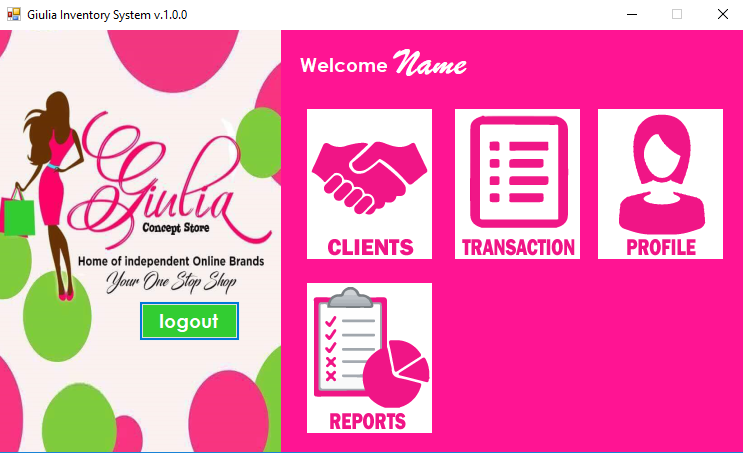 Giulia Inventory System v.1.0.0
Welcome Name
Giulia
Concept Store
Home of independent Online Brands
Your One Stop Shop
logout
CLIENTS
TRANSACTION
PROFILE
REPORTS